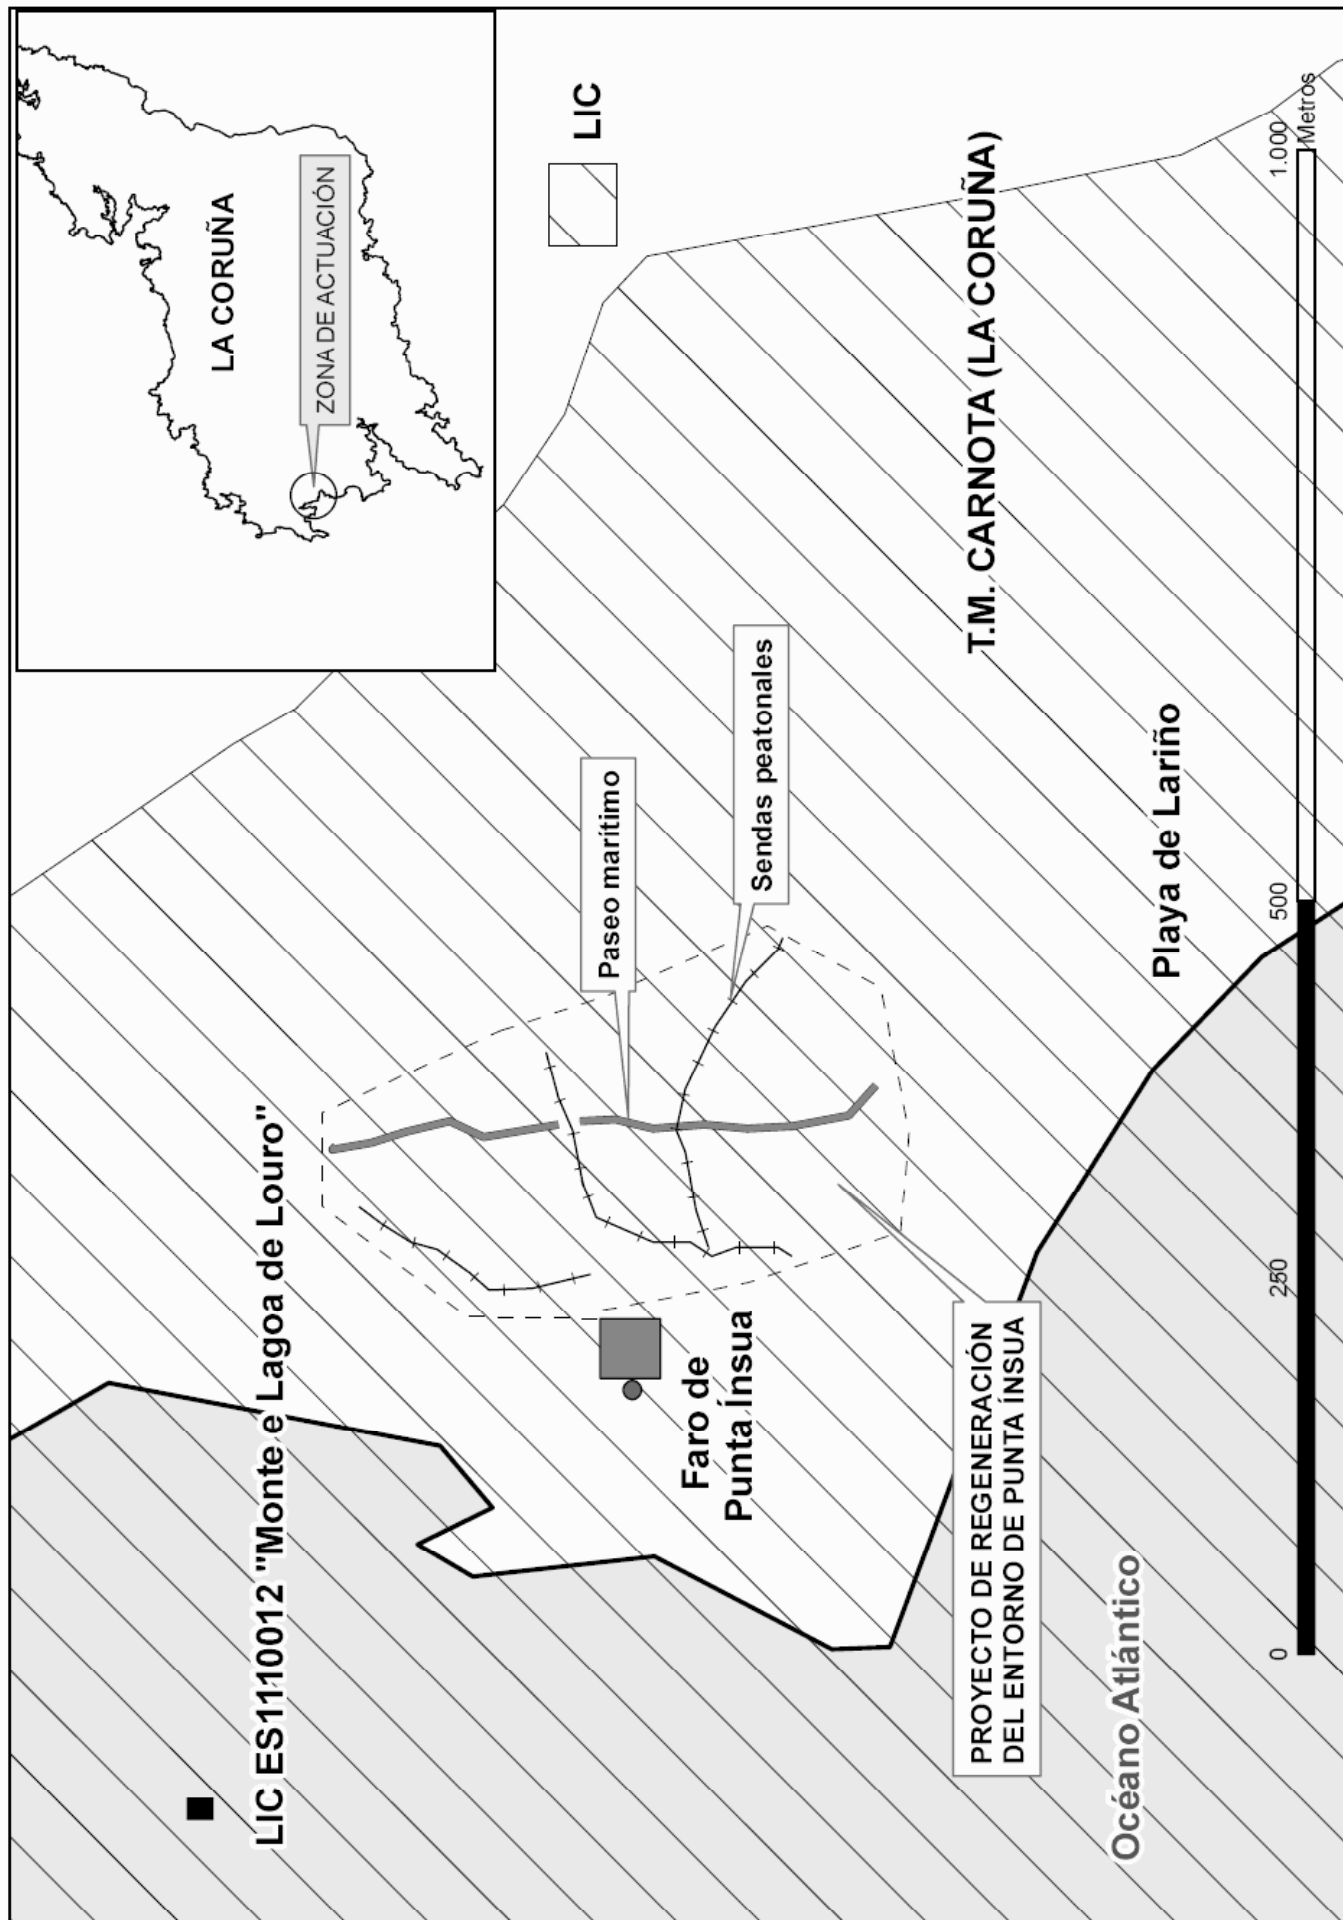 LA CORUÑA
ZONA DE ACTUACIÓN
LIC
LIC ES1110012 "Monte e Lagoa de Louro"
Paseo marítimo
Sendas peatonales
Faro de
Punta Ínsua
T.M. CARNOTA (LA CORUÑA)
PROYECTO DE REGENERACIÓN
DEL ENTORNO DE PUNTA ÍNSUA
Playa de Lariño
Océano Atlántico
0
250
500
1.000
Metros